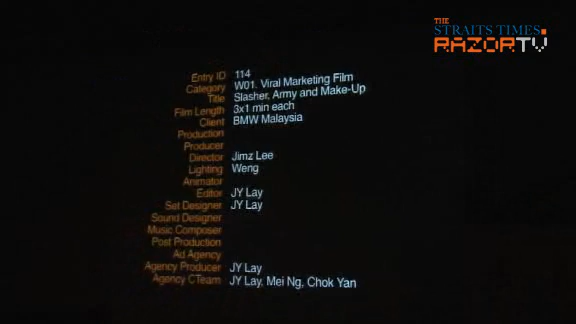 THE
STRAITS TIMES
RAZORTV
Entry ID 114
Category W01. Viral Marketing Film
Title Slasher, Army and Make-Up
Film Length 3x1 min each
Client BMW Malaysia
Production
Producer
Director Jimz Lee
Lighting Weng
Animator
Editor JY Lay
Set Designer JY Lay
Sound Designer
Music Composer
Post Production
Ad Agency
Agency Producer JY Lay
Agency CTeam JY Lay, Mei Ng, Chok Yan